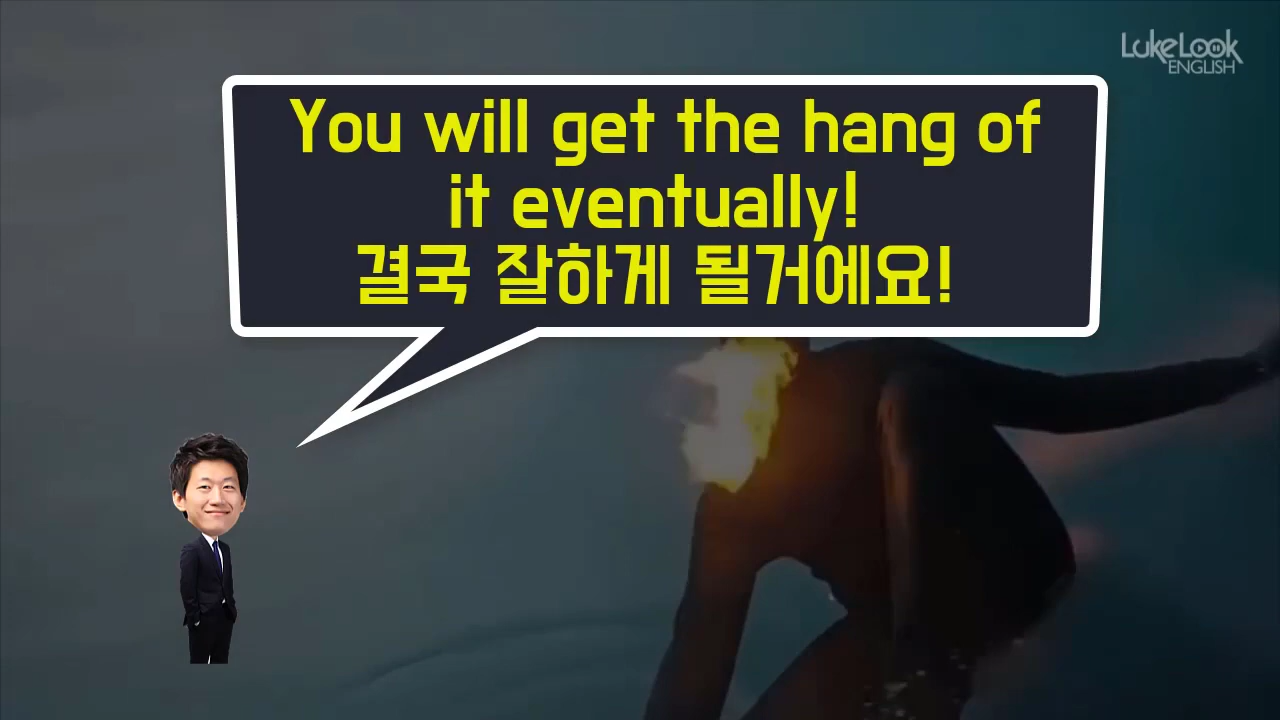 LukeLook
ENGLISH
You will get the hang of
it eventually!
결국 잘하게 될거에요!